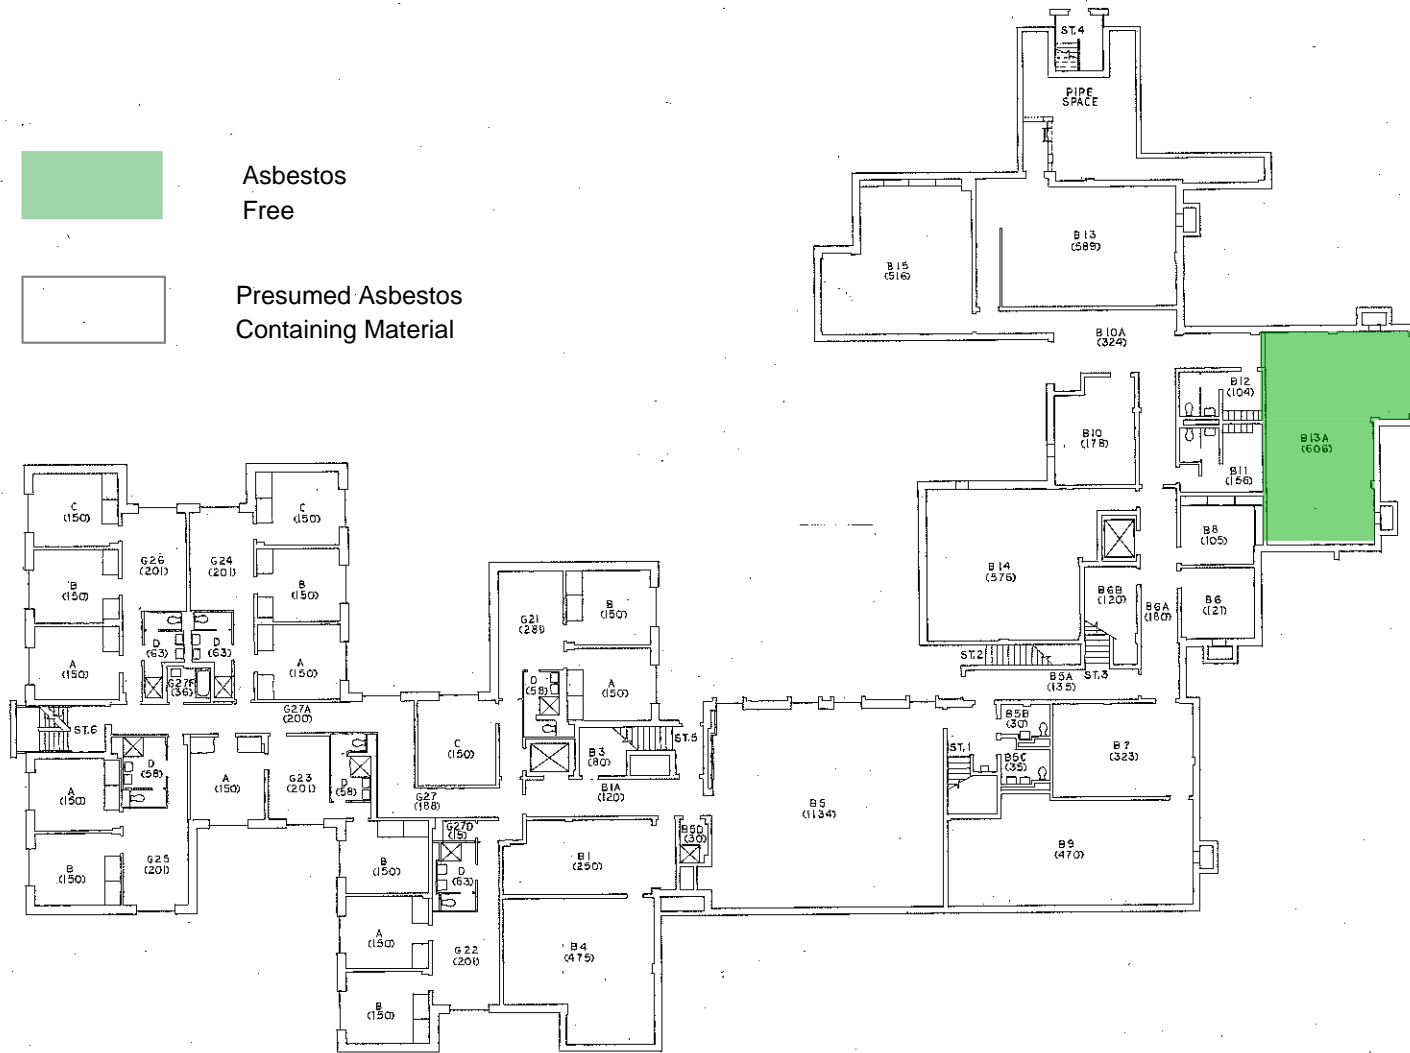 ST.4
PIPE
SPACE
Asbestos
Free
Presumed Asbestos
Containing Material
B13
(589)
B15
(516)
B10A
(324)
B12
(104)
B10
(178)
B13A
(606)
B11
(156)
C
(150)
C
(150)
G26
(201)
G24
(201)
B
(150)
B
(150)
B8
(105)
B14
(576)
B6B
(120)
B6A
(180)
B6
(121)
G21
(281)
B
(150)
D
(63)
D
(63)
A
(150)
A
(150)
G27F
(36)
ST.2
ST.3
B5A
(135)
D
(58)
A
(150)
G27A
(200)
ST.6
B5B
(30)
ST.5
C
(150)
B3
(80)
ST.1
B7
(323)
B5C
(35)
D
(58)
A
(150)
G23
(201)
D
(58)
A
(150)
B1A
(120)
G27
(188)
B5
(1134)
G27D
(15)
B5D
(30)
B9
(470)
G25
(201)
B
(150)
B
(150)
D
(63)
B1
(250)
A
(150)
G22
(201)
B4
(475)
B
(150)